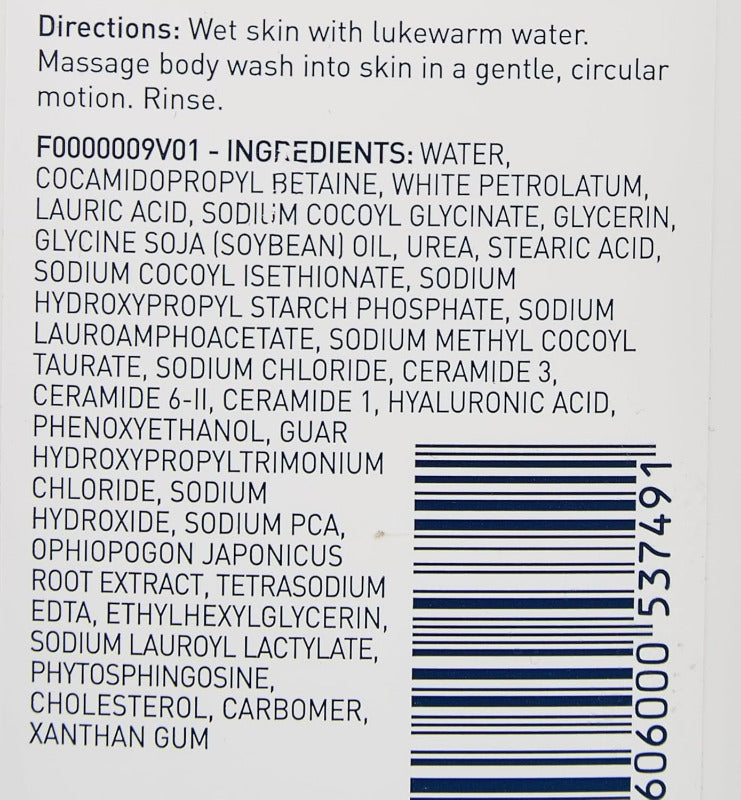 Directions: Wet skin with lukewarm water.
Massage body wash into skin in a gentle, circular
motion. Rinse.
F0000009V01 - INGREDIENTS: WATER,
COCAMIDOPROPYL BETAINE, WHITE PETROLATUM,
LAURIC ACID, SODIUM COCOYL GLYCINATE, GLYCERIN,
GLYCINE SOJA (SOYBEAN) OIL, UREA, STEARIC ACID,
SODIUM COCOYL ISETHIONATE, SODIUM
HYDROXYPROPYL STARCH PHOSPHATE, SODIUM
LAUROAMPHOACETATE, SODIUM METHYL COCOYL
TAURATE, SODIUM CHLORIDE, CERAMIDE 3,
CERAMIDE 6-II, CERAMIDE 1, HYALURONIC ACID,
PHENOXYETHANOL, GUAR
HYDROXYPROPYLTRIMONIUM
CHLORIDE, SODIUM
HYDROXIDE, SODIUM PCA,
OPHIOPOGON JAPONICUS
ROOT EXTRACT, TETRASODIUM
EDTA, ETHYLHEXYLGLYCERIN,
SODIUM LAUROYL LACTYLATE,
PHYTOSPHINGOSINE,
CHOLESTEROL, CARBOMER,
XANTHAN GUM
606000 537491